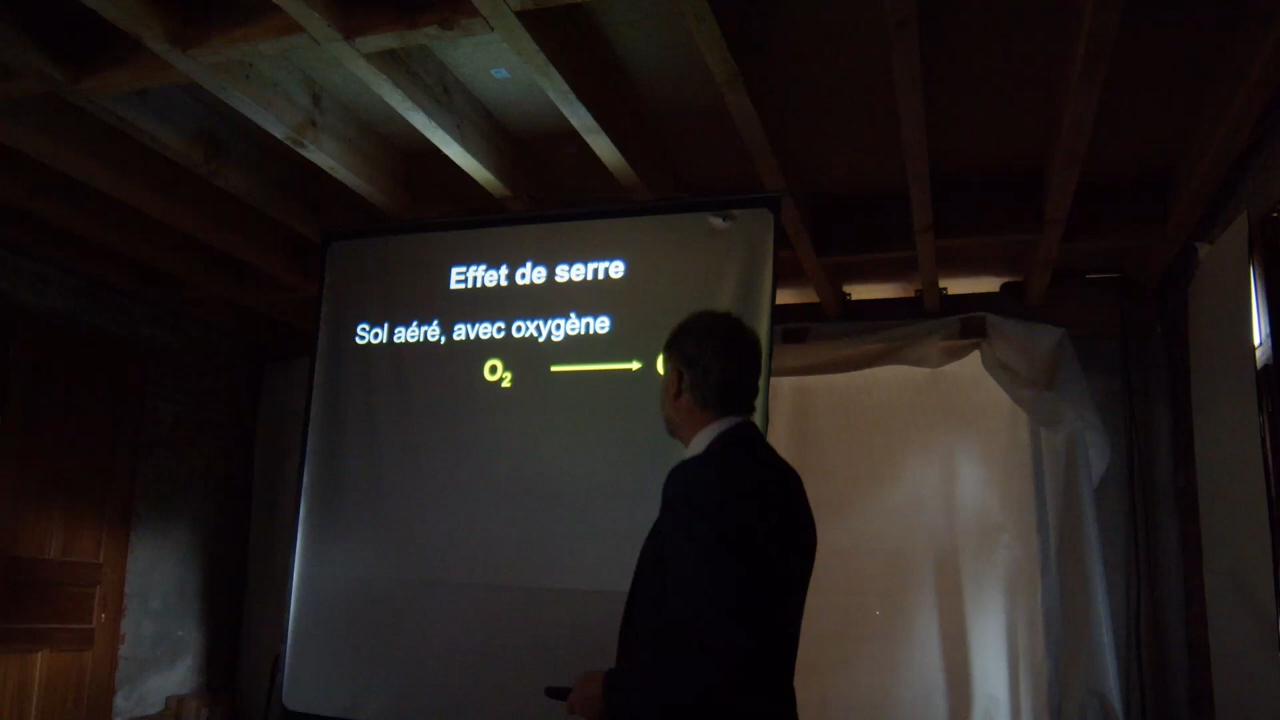 Effet de serre
Sol aéré, avec oxygène
O₂ →